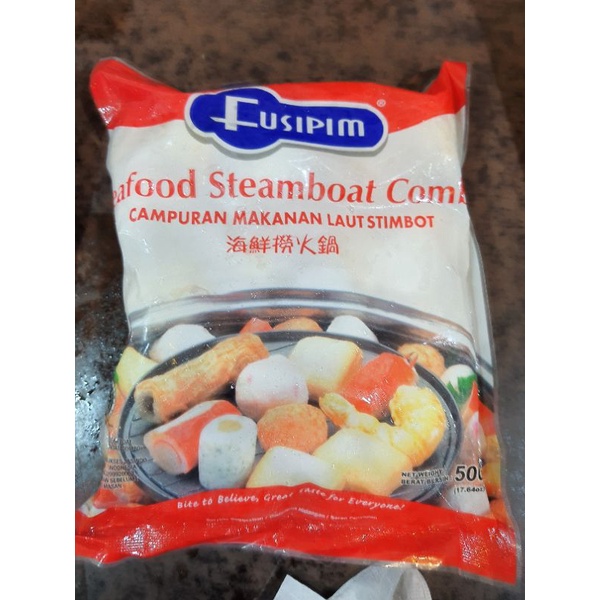 FUSIPIM
®
afood Steamboat Com
CAMPURAN MAKANAN LAUT STIMBOT
海鮮撈火鍋
NET WEIGHT:
BERAT BERSIH:
500
(17.64oz)
Bite to Believe, Great Taste for Everyone!